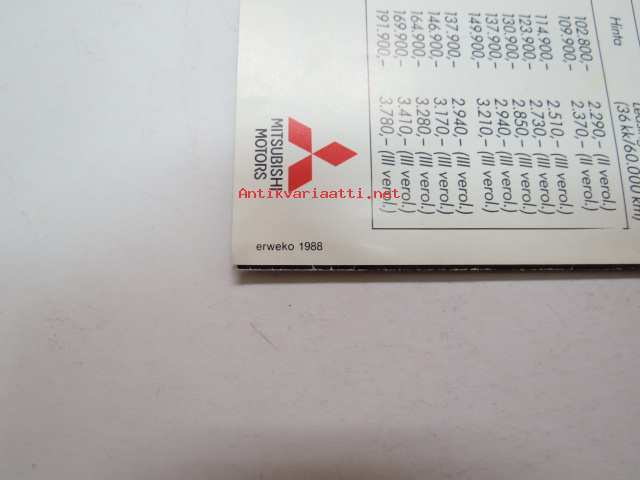 Hinta
Leasing
(36 kk/60.000 km)
102.800,- 2.290,- (III verol.)
109.900,- 2.370,- (III verol.)
114.900,- 2.510,- (III verol.)
123.900,- 2.730,- (III verol.)
130.900,- 2.850,- (III verol.)
137.900,- 2.940,- (III verol.)
149.900,- 3.210,- (III verol.)
137.900,- 2.940,- (III verol.)
146.900,- 3.170,- (III verol.)
164.900,- 3.280,- (III verol.)
169.900,- 3.410,- (III verol.)
191.900,- 3.780,- (III verol.)
MITSUBISHI
MOTORS
Antikvariaatti.net
erweko 1988